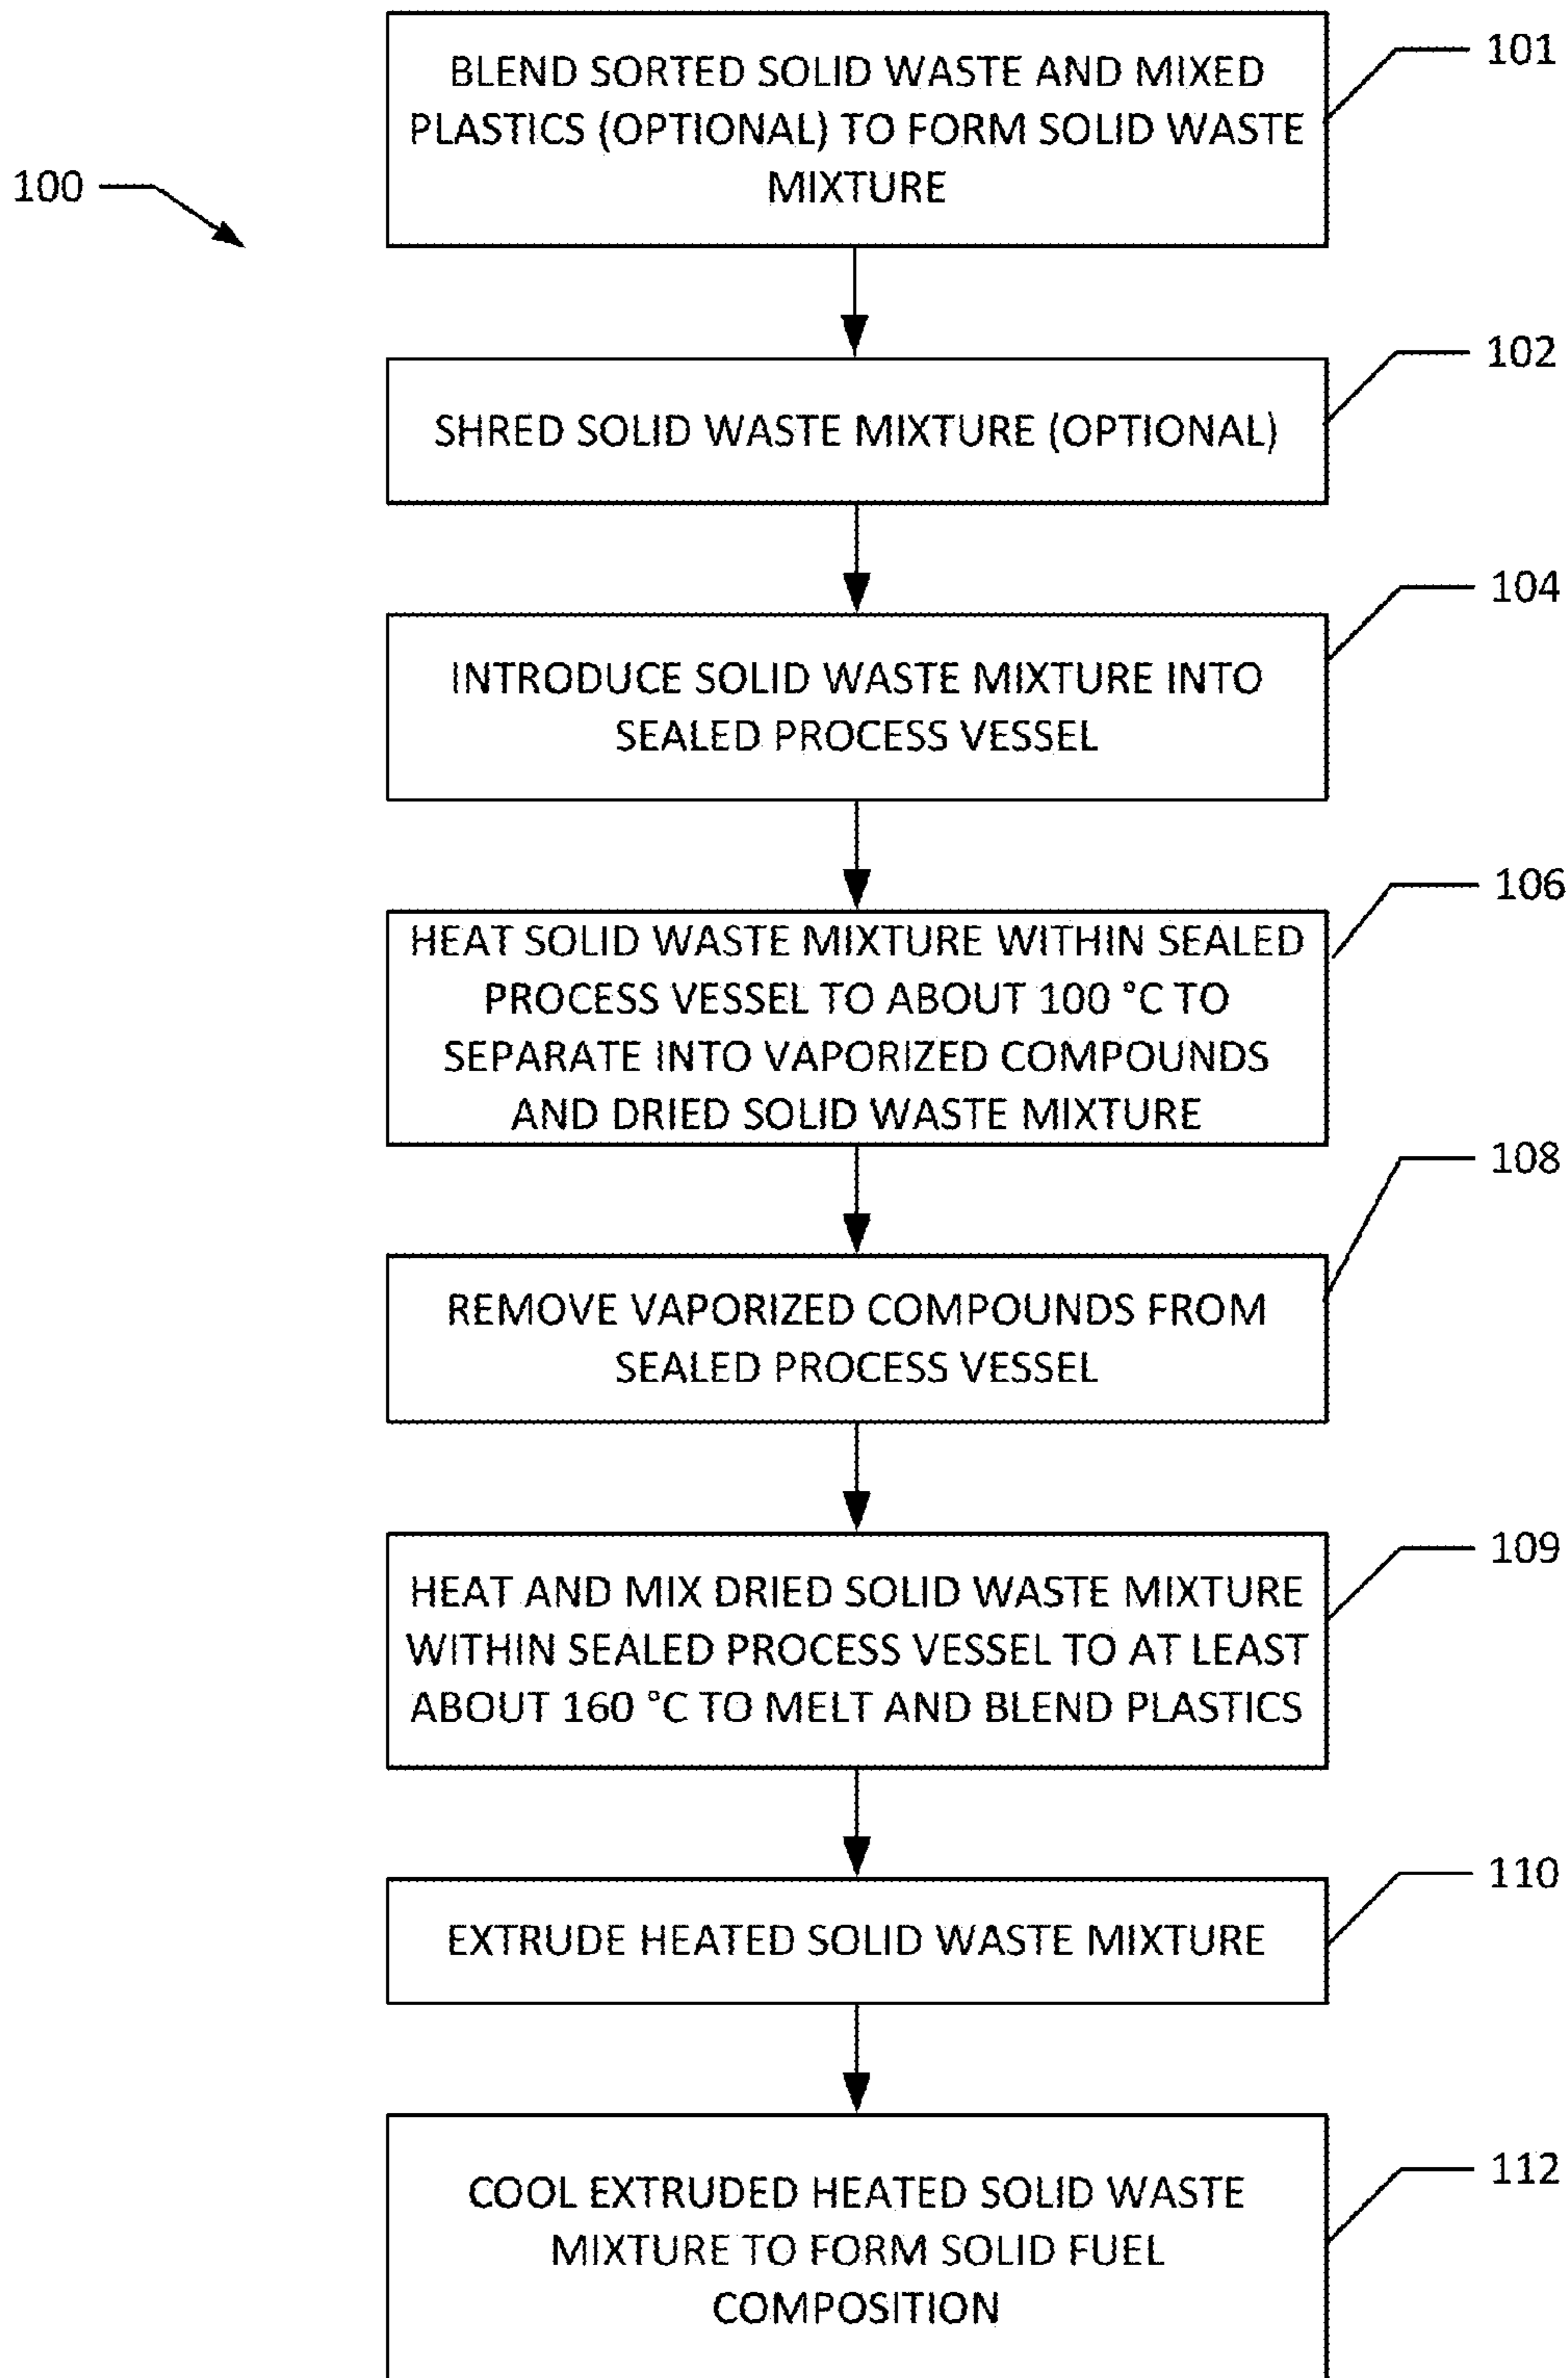 100
BLEND SORTED SOLID WASTE AND MIXED
PLASTICS (OPTIONAL) TO FORM SOLID WASTE
MIXTURE
101
SHRED SOLID WASTE MIXTURE (OPTIONAL)
102
INTRODUCE SOLID WASTE MIXTURE INTO
SEALED PROCESS VESSEL
104
HEAT SOLID WASTE MIXTURE WITHIN SEALED
PROCESS VESSEL TO ABOUT 100 °C TO
SEPARATE INTO VAPORIZED COMPOUNDS
AND DRIED SOLID WASTE MIXTURE
106
REMOVE VAPORIZED COMPOUNDS FROM
SEALED PROCESS VESSEL
108
HEAT AND MIX DRIED SOLID WASTE MIXTURE
WITHIN SEALED PROCESS VESSEL TO AT LEAST
ABOUT 160 °C TO MELT AND BLEND PLASTICS
109
EXTRUDE HEATED SOLID WASTE MIXTURE
110
COOL EXTRUDED HEATED SOLID WASTE
MIXTURE TO FORM SOLID FUEL
COMPOSITION
112